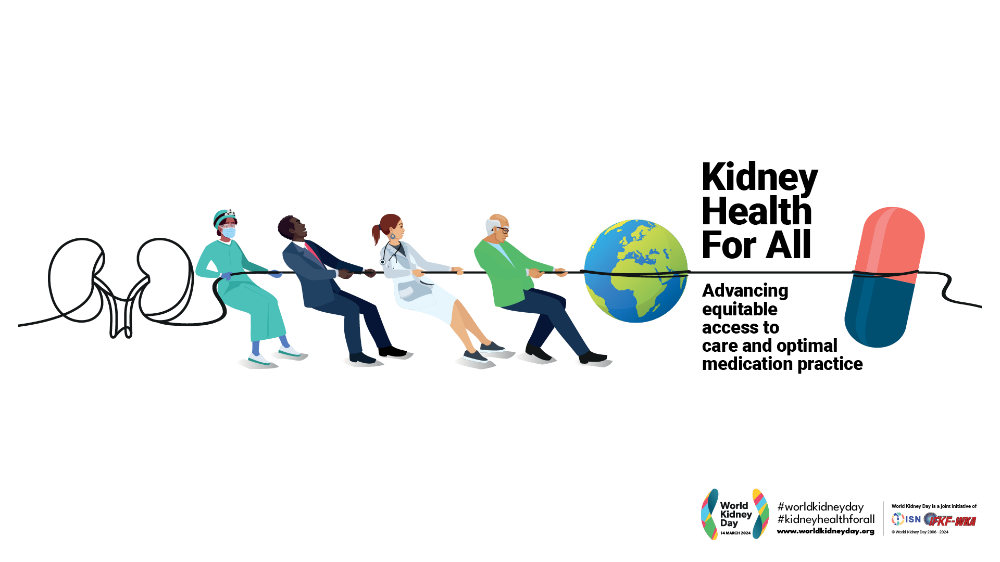 Kidney
Health
For All
Advancing
equitable
access to
care and optimal
medication practice
World
Kidney
Day
14 MARCH 2024
#worldkidneyday
#kidneyhealthforall
www.worldkidneyday.org
World Kidney Day is a joint initiative of
ISN
IFKF-WKA
© World Kidney Day 2006 - 2024